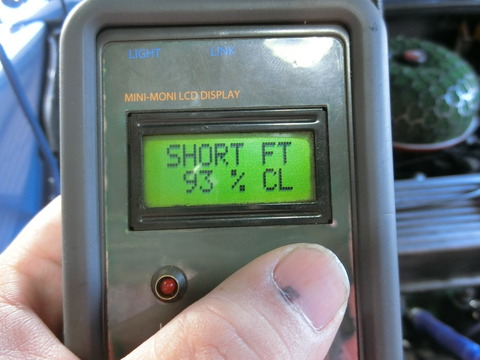 LIGHT LINK
MINI-MONI LCD DISPLAY
SHORT FT
93 % CL